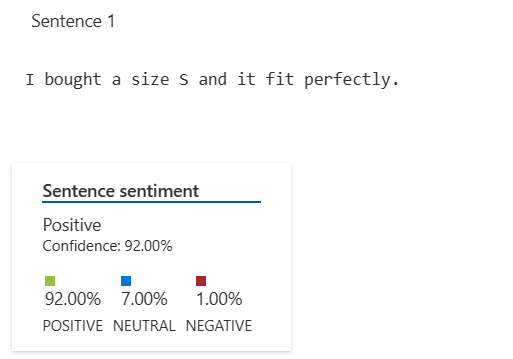 Sentence 1
I bought a size S and it fit perfectly.
Sentence sentiment
Positive
Confidence: 92.00%
92.00% 7.00% 1.00%
POSITIVE NEUTRAL NEGATIVE